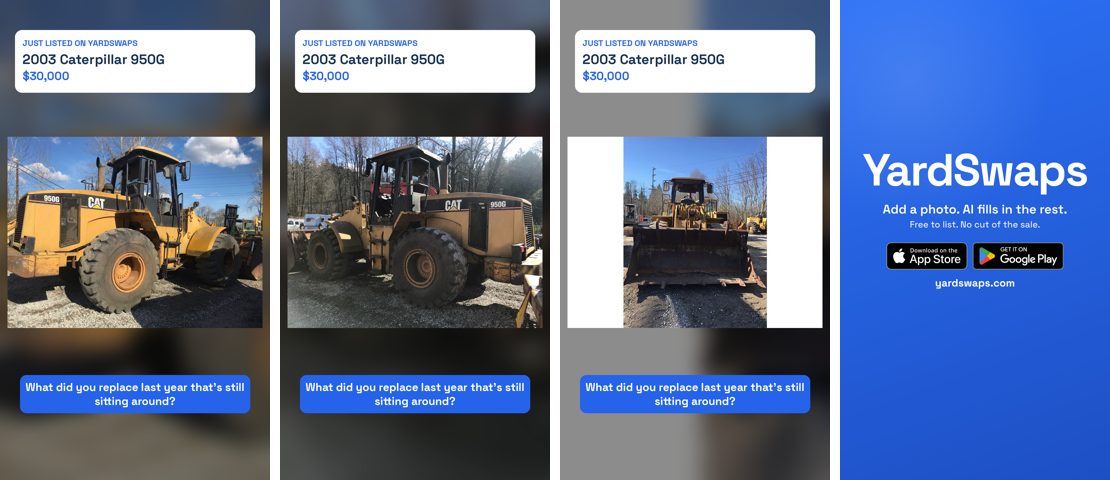 JUST LISTED ON YARDSWAPS
2003 Caterpillar 950G
$30,000
950G
CAT
What did you replace last year that's still
sitting around?
JUST LISTED ON YARDSWAPS
2003 Caterpillar 950G
$30,000
CAT
950G
What did you replace last year that's still
sitting around?
JUST LISTED ON YARDSWAPS
2003 Caterpillar 950G
$30,000
What did you replace last year that's still
sitting around?
YardSwaps
Add a photo. AI fills in the rest.
Free to list. No cut of the sale.
Download on the
App Store
GET IT ON
Google Play
yardswaps.com